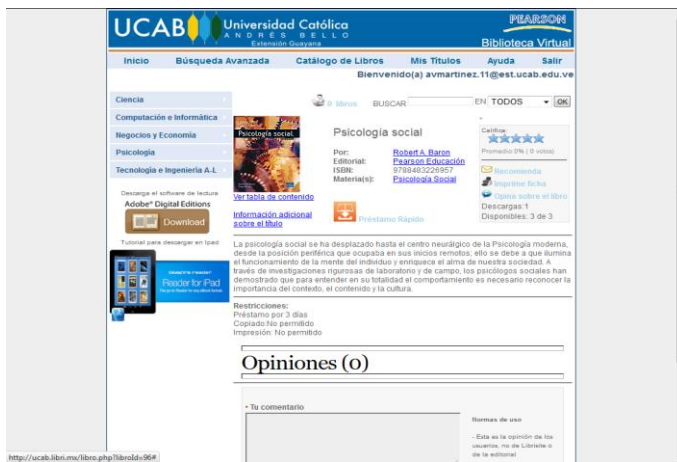 UCAB Universidad Católica
ANDRÉS BELLO
Extensión Guayana
PEARSON
Biblioteca Virtual
Inicio Búsqueda Avanzada Catálogo de Libros Mis Títulos Ayuda Salir
Bienvenido(a) avmartinez.11@est.ucab.edu.ve
Ciencia
Computación e Informática
Negocios y Economía
Psicología
Tecnología e Ingeniería A-L
Descarga el software de lectura
Adobe® Digital Editions
Download
Tutorial para descargar en Ipad
Reader for iPad
0 libros BUSCAR EN TODOS OK
Psicología social
Ver tabla de contenido
Información adicional
sobre el título
Psicología social
Por: Robert A. Baron
Editorial: Pearson Educación
ISBN: 9788483226957
Materia(s): Psicología Social
Préstamo Rápido
Califica:
Promedio 0% ( 0 votos)
Recomienda
Imprime ficha
Opina sobre el libro
Descargas:1
Disponibles: 3 de 3
La psicología social se ha desplazado hasta el centro neurálgico de la Psicología moderna,
desde la posición periférica que ocupaba en sus inicios remotos; ello se debe a que ilumina
el funcionamiento de la mente del individuo y enriquece el alma de nuestra sociedad. A
través de investigaciones rigurosas de laboratorio y de campo, los psicólogos sociales han
demostrado que para entender en su totalidad el comportamiento es necesario reconocer la
importancia del contexto, el contenido y la cultura.
Restricciones:
Préstamo por 3 días
Copiado:No permitido
Impresión: No permitido
Opiniones (0)
• Tu comentario
Normas de uso
- Esta es la opinión de los
usuarios, no de Librisite o
de la editorial
http://ucab.libri.mx/libro.php?libroId=96#